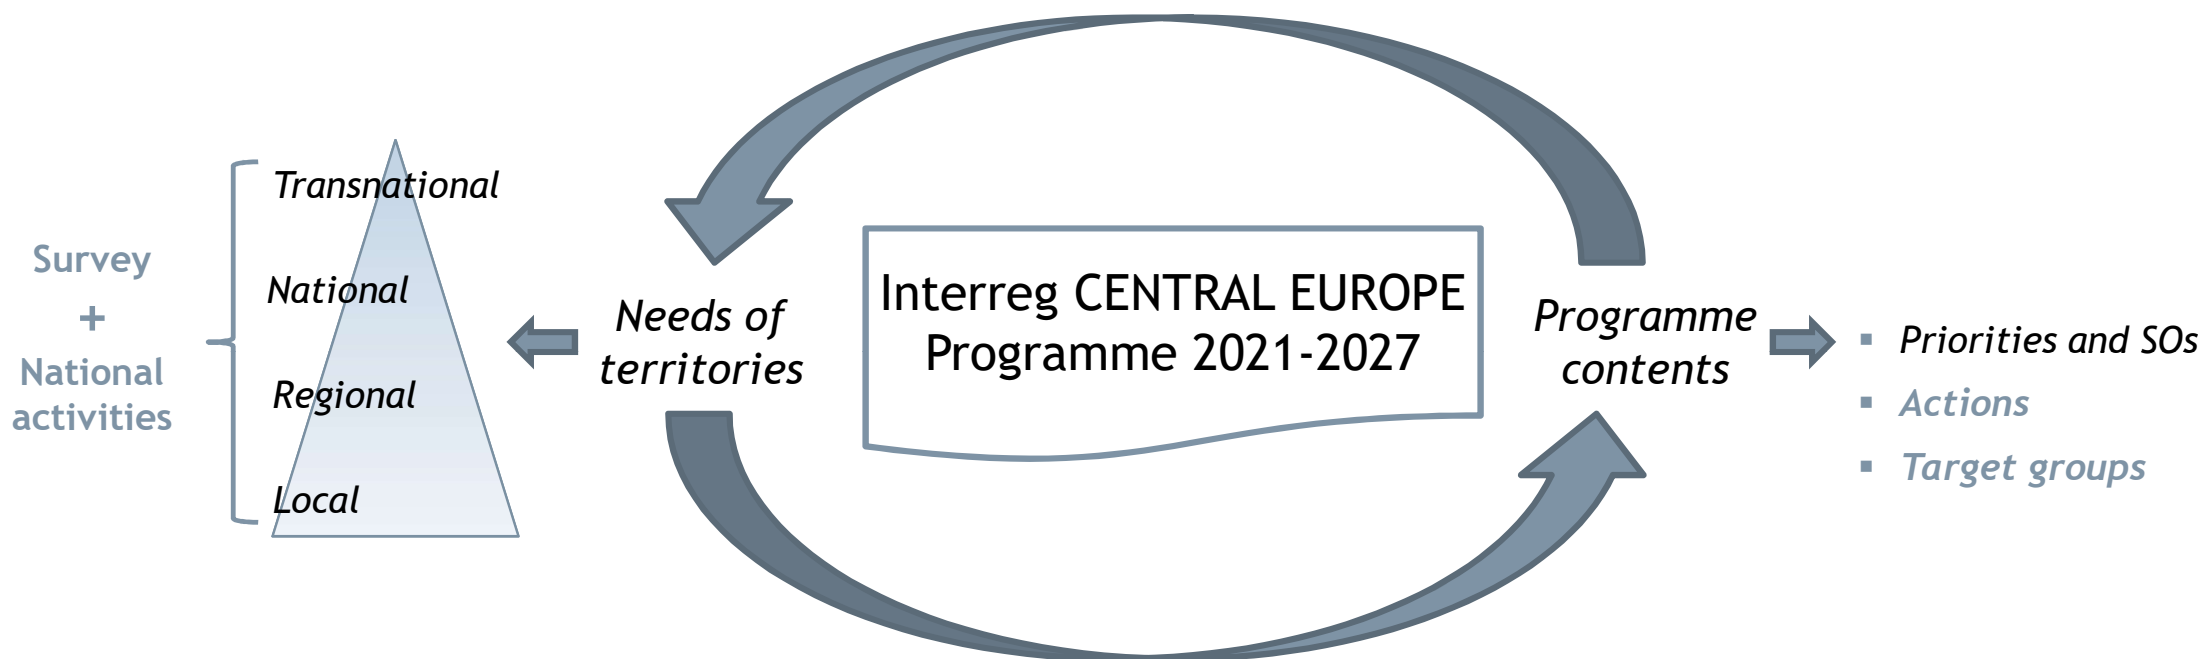 Survey
+
National
activities
Transnational
National
Regional
Local
Needs of
territories
Interreg CENTRAL EUROPE
Programme 2021-2027
Programme
contents
▪ Priorities and SOs
▪ Actions
▪ Target groups